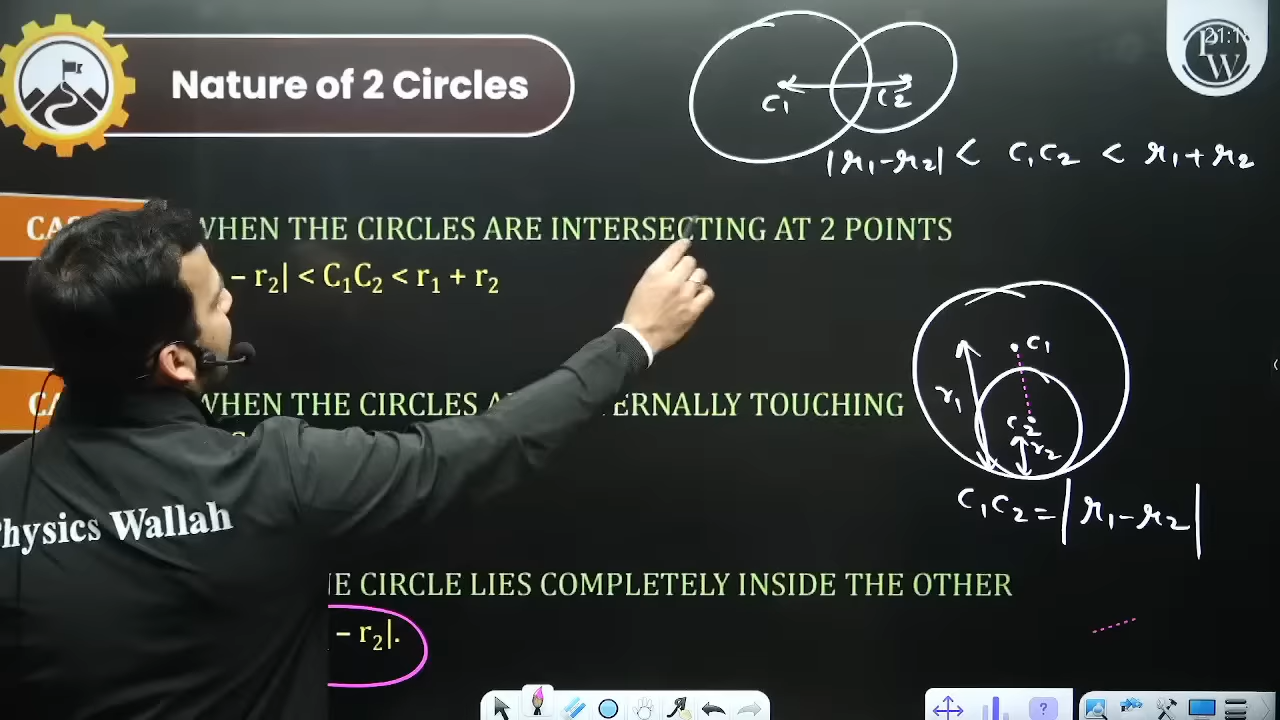 Nature of 2 Circles
C1
C2
|r1-r2| < C1C2 < r1+r2
PW
WHEN THE CIRCLES ARE INTERSECTING AT 2 POINTS
– r₂| < C₁C₂ < r₁ + r₂
WHEN THE CIRCLES TOUCHING
C1
r1
C2
r2
C1C2 = |r1-r2|
Physics Wallah
CIRCLE LIES COMPLETELY INSIDE THE OTHER
– r₂|.
?